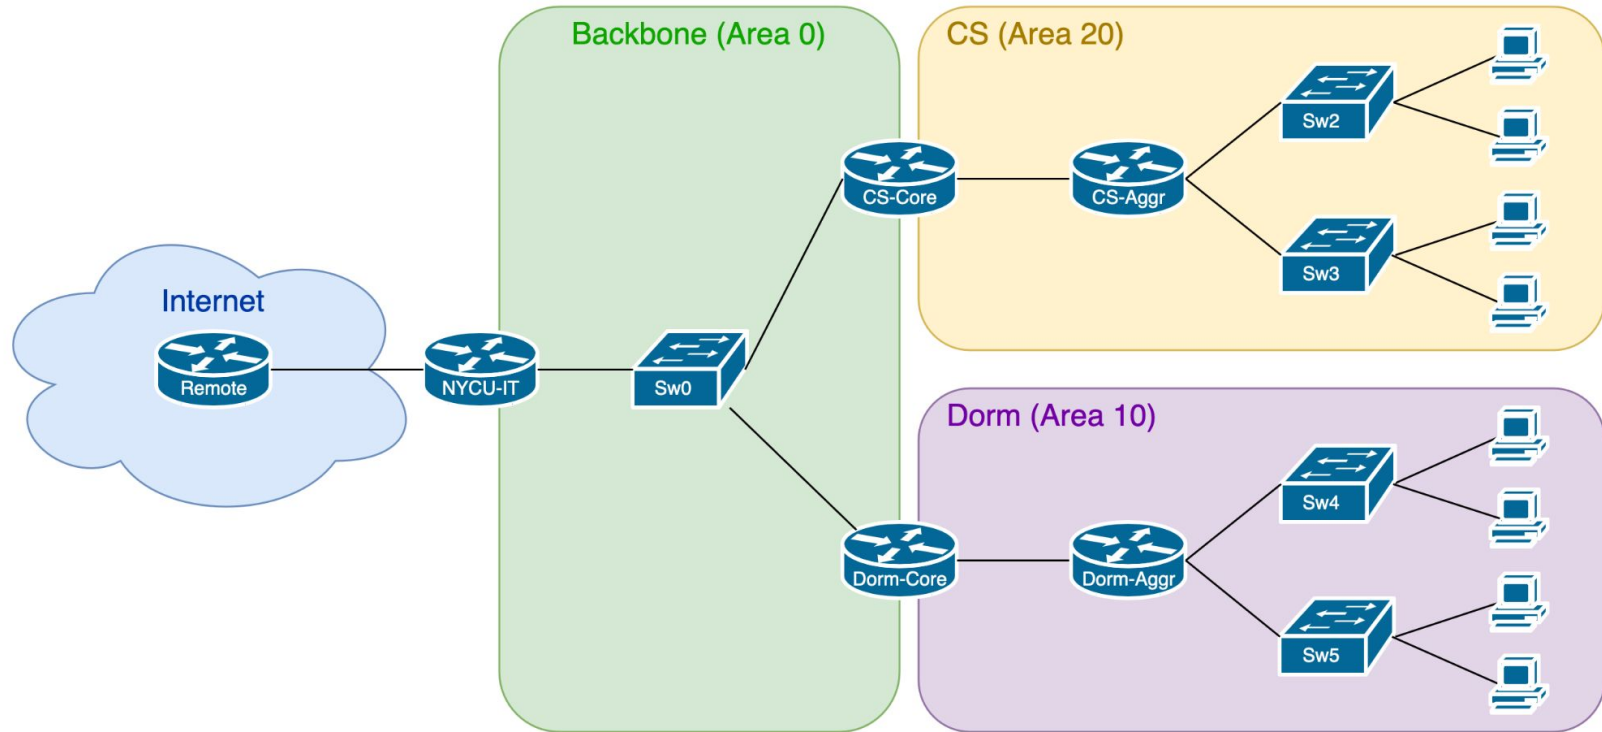 Backbone (Area 0)
CS (Area 20)
Sw2
CS-Core
CS-Aggr
Sw3
Internet
Remote
NYCU-IT
Sw0
Dorm (Area 10)
Sw4
Dorm-Core
Dorm-Aggr
Sw5